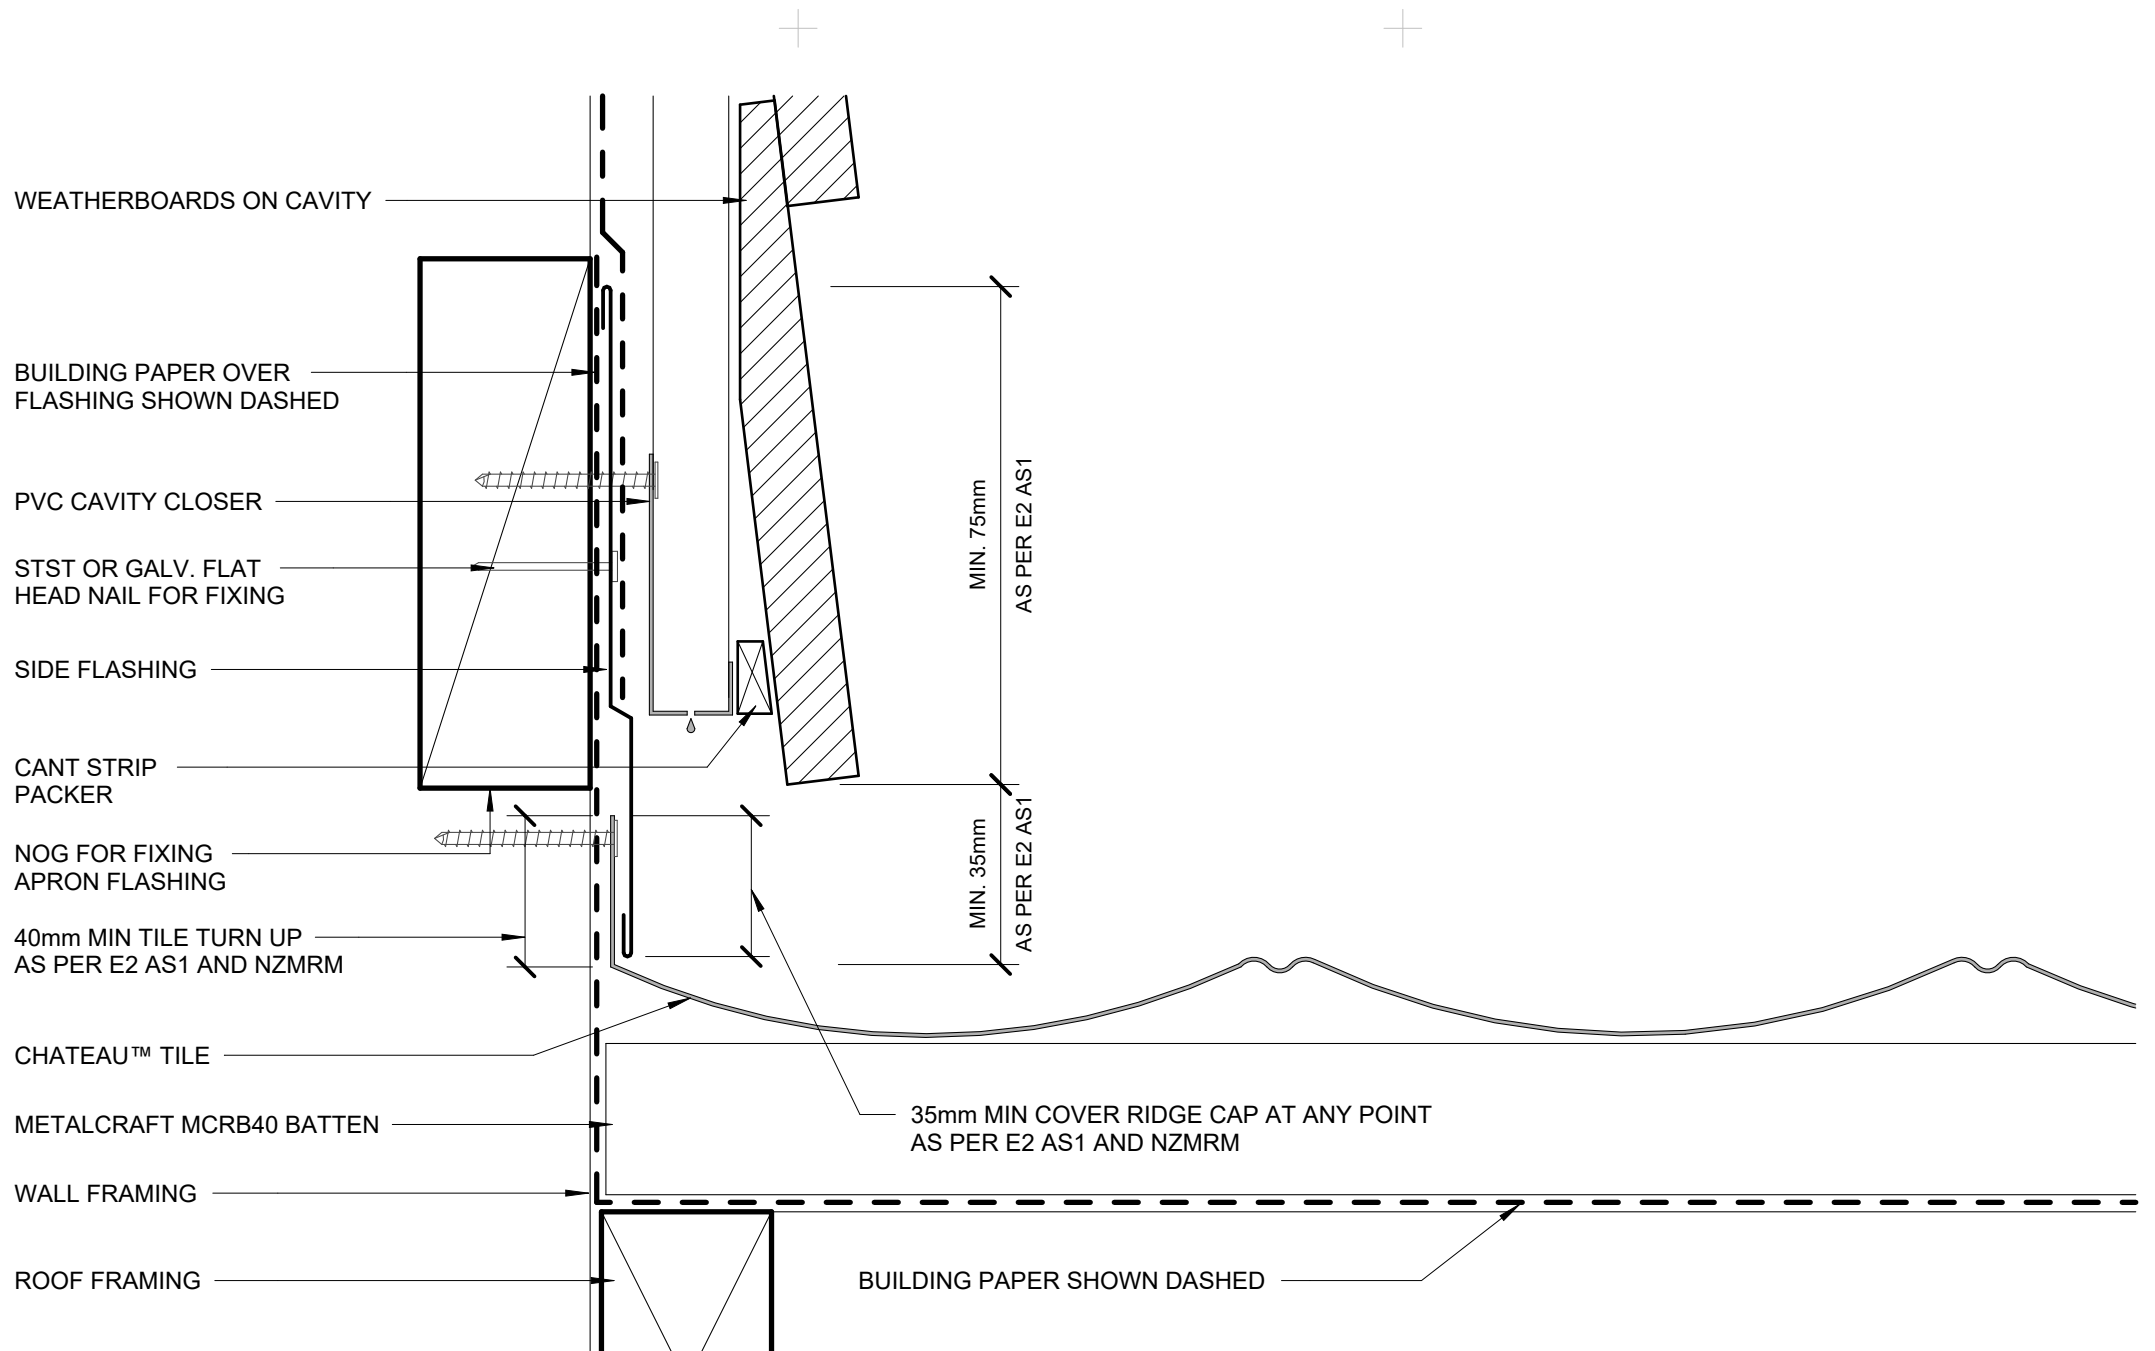 WEATHERBOARDS ON CAVITY
BUILDING PAPER OVER
FLASHING SHOWN DASHED
PVC CAVITY CLOSER
STST OR GALV. FLAT
HEAD NAIL FOR FIXING
SIDE FLASHING
CANT STRIP
PACKER
NOG FOR FIXING
APRON FLASHING
40mm MIN TILE TURN UP
AS PER E2 AS1 AND NZMRM
CHATEAU™ TILE
METALCRAFT MCRB40 BATTEN
WALL FRAMING
ROOF FRAMING
MIN. 75mm
AS PER E2 AS1
MIN. 35mm
AS PER E2 AS1
35mm MIN COVER RIDGE CAP AT ANY POINT
AS PER E2 AS1 AND NZMRM
BUILDING PAPER SHOWN DASHED